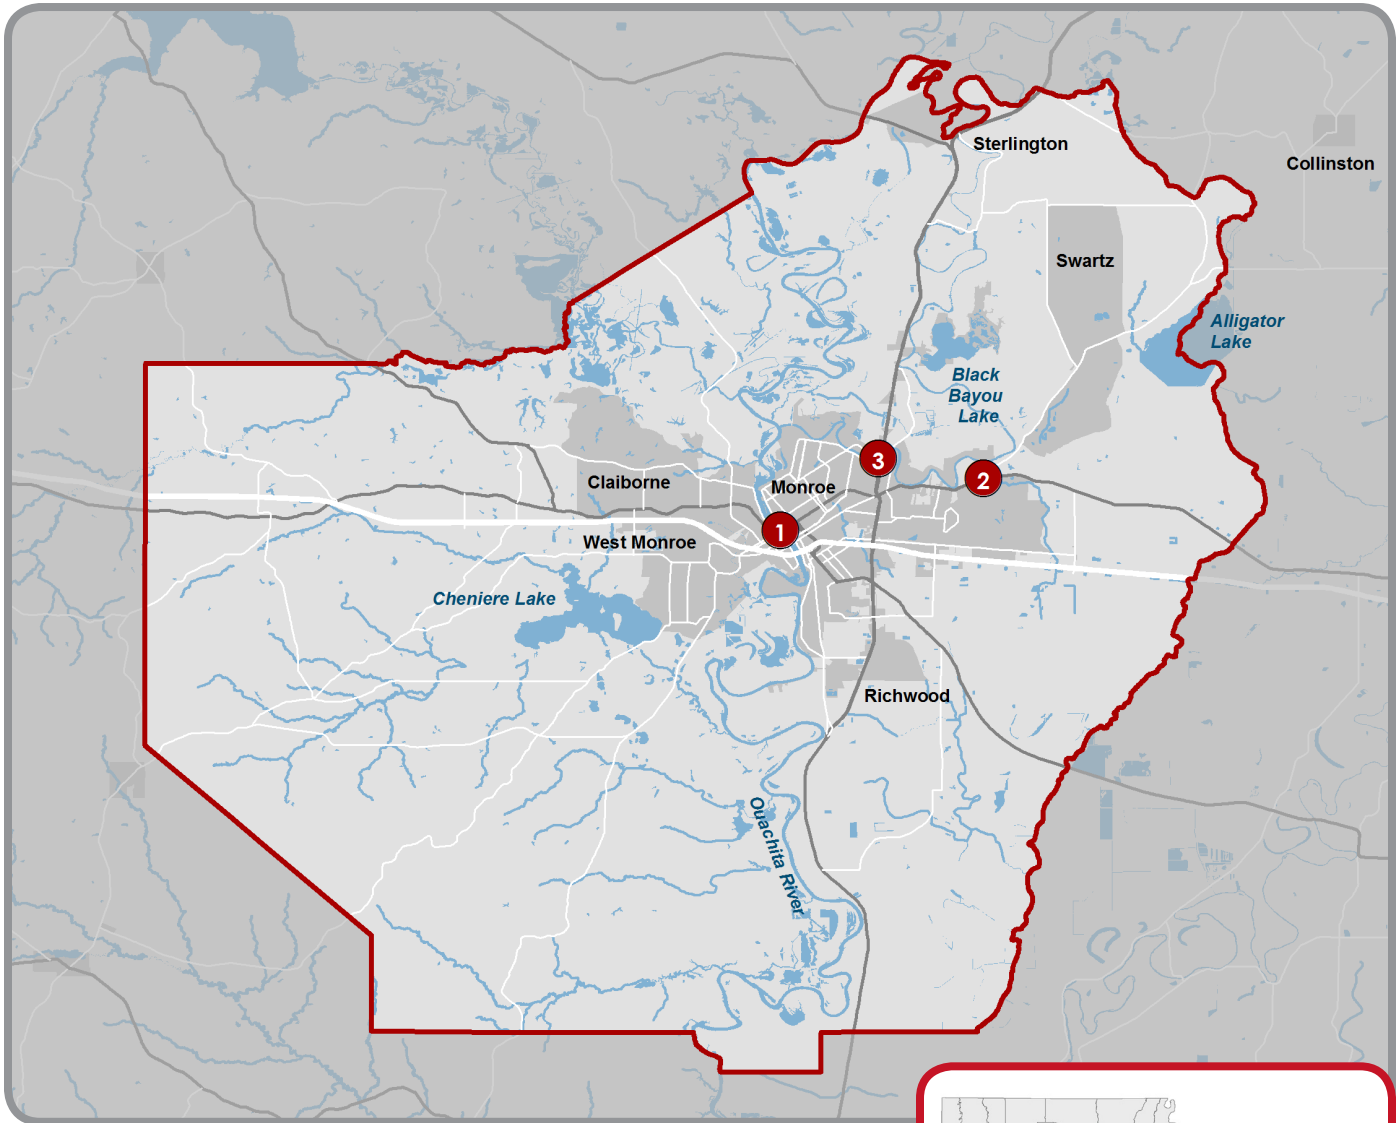 Sterlington
Collinston
Swartz
Alligator
Lake
Black
Bayou
Lake
3
2
Claiborne
Monroe
1
West Monroe
Cheniere Lake
Richwood
Ouachita River